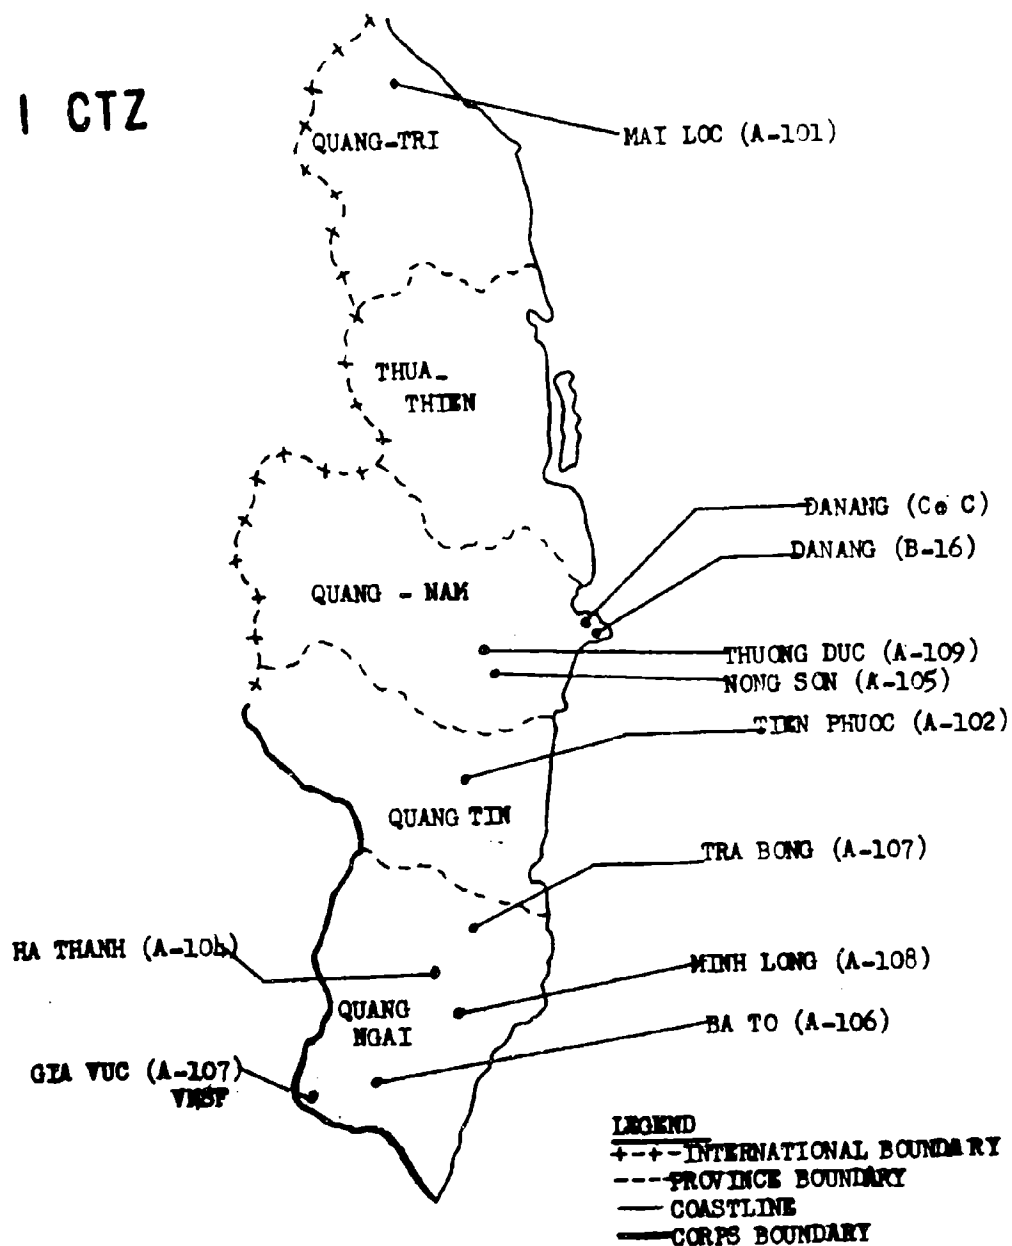 I CTZ
MAI LOC (A-101)
QUANG-TRI
THUA-
THIEN
DANANG (Co C)
DANANG (B-16)
QUANG - NAM
THUONG DUC (A-109)
NONG SON (A-105)
TIEN PHUOC (A-102)
QUANG TIN
TRA BONG (A-107)
HA THANH (A-104)
MINH LONG (A-108)
QUANG
NGAI
BA TO (A-106)
GIA VUC (A-107)
VNSF
LEGEND
+-+-INTERNATIONAL BOUNDARY
----PROVINCE BOUNDARY
— COASTLINE
— CORPS BOUNDARY